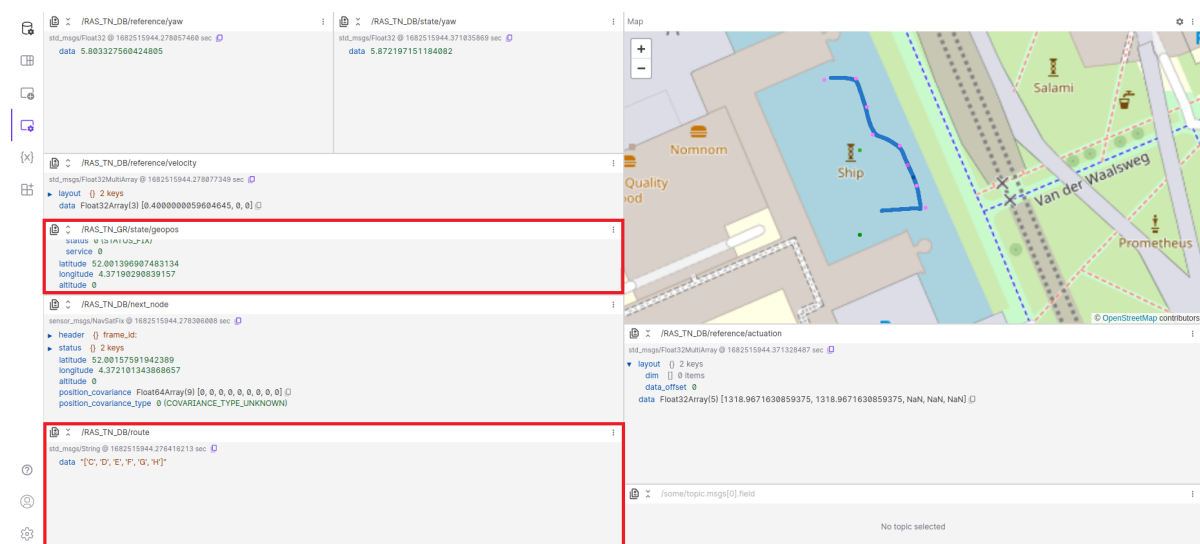 /RAS_TN_DB/reference/yaw
std_msgs/Float32 @ 1682515944.278057460 sec
data 5.803327560424805
/RAS_TN_DB/state/yaw
std_msgs/Float32 @ 1682515944.371035869 sec
data 5.872197151184082
/RAS_TN_DB/reference/velocity
std_msgs/Float32MultiArray @ 1682515944.278077349 sec
layout {} 2 keys
data Float32Array(3) [0.4000000059604645, 0, 0]
/RAS_TN_GR/state/geopos
status 0 (STATUS_FIX)
service 0
latitude 52.001396907483134
longitude 4.37190290839157
altitude 0
/RAS_TN_DB/next_node
sensor_msgs/NavSatFix @ 1682515944.278306008 sec
header {} frame_id:
status {} 2 keys
latitude 52.00157591942389
longitude 4.372101343868657
altitude 0
position_covariance Float64Array(9) [0, 0, 0, 0, 0, 0, 0, 0, 0]
position_covariance_type 0 (COVARIANCE_TYPE_UNKNOWN)
/RAS_TN_DB/route
std_msgs/String @ 1682515944.276416213 sec
data "['C', 'D', 'E', 'F', 'G', 'H']"
Map
+
−
Salami
Nomnom
Quality
ood
Ship
Van der Waalsweg
Prometheus
© OpenStreetMap contributors
/RAS_TN_DB/reference/actuation
std_msgs/Float32MultiArray @ 1682515944.371328487 sec
layout {} 2 keys
dim [] 0 items
data_offset 0
data Float32Array(5) [1318.9671630859375, 1318.9671630859375, NaN, NaN, NaN]
/some/topic.msgs[0].field
No topic selected